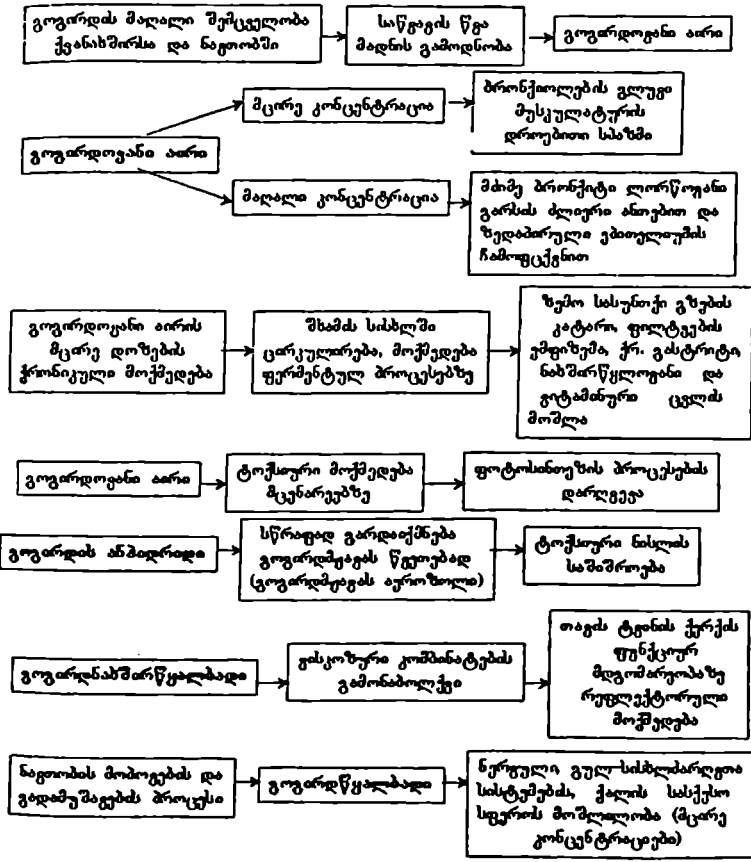 გოგირდის მაღალი შემცველობა
ქვანახშირსა და ნავთობში
საწვავის წვა
მადნის გამოდნობა
გოგირდოვანი აირი
გოგირდოვანი აირი
მცირე კონცენტრაცია
ბრონქიოლების გლუვი
მუსკულატურის
დროებითი სპაზმი
მაღალი კონცენტრაცია
მძიმე ბრონქიტი ლორწოვანი
გარსის ძლიერი ანთებით და
ზედაპირული ეპითელიუმის
ჩამოფცქვნით
გოგირდოვანი აირის
მცირე დოზების
ქრონიკული მოქმედება
შხამის სისხლში
ცირკულირება, მოქმედება
ფერმენტულ პროცესებზე
ზემო სასუნთქი გზების
კატარი, ფილტვების
ემფიზემა, ქრ. გასტრიტი,
ნახშირწყლოვანი და
ვიტამინური ცვლის
მოშლა
გოგირდოვანი აირი
ტოქსიური მოქმედება
მცენარეებზე
ფოტოსინთეზის პროცესების
დარღვევა
გოგირდის ანჰიდრიდი
სწრაფად გარდაიქმნება
გოგირდმჟავას წვეთებად
(გოგირდმჟავას აეროზოლი)
ტოქსიური ნისლის
საშიშროება
გოგირდნახშირწყალბადი
ვისკოზური კომბინატების
გამონაბოლქვი
თავის ტვინის ქერქის
ფუნქციურ
მდგომარეობაზე
რეფლექტორული
მოქმედება
ნავთობის მოპოვების და
გადამუშავების პროცესი
გოგირდწყალბადი
ნერვული, გულ-სისხლძარღვთა
სისტემების, ქალის სასქესო
სფეროს მოშლილობა (მცირე
კონცენტრაციები)